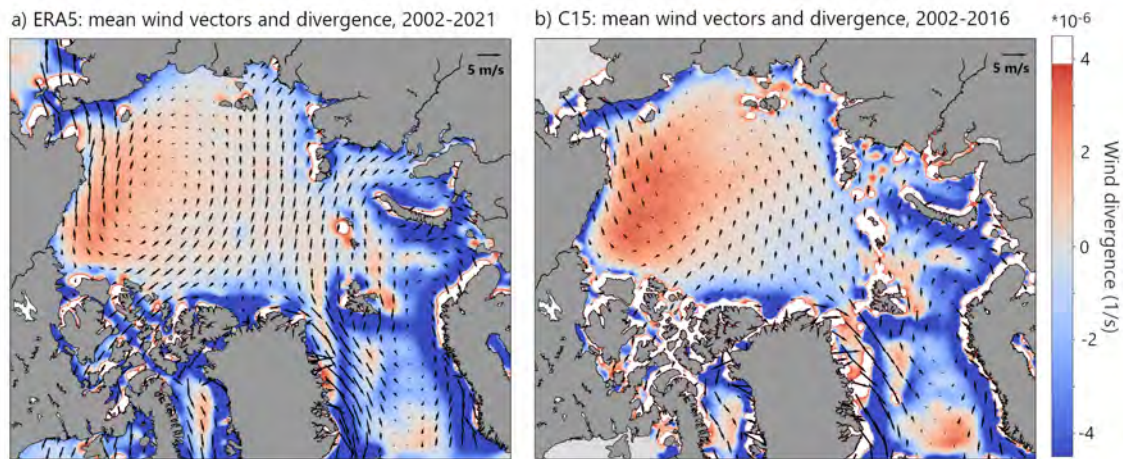 a) ERA5: mean wind vectors and divergence, 2002-2021
b) C15: mean wind vectors and divergence, 2002-2016
*10-6
5 m/s
5 m/s
4
2
0
-2
-4
Wind divergence (1/s)